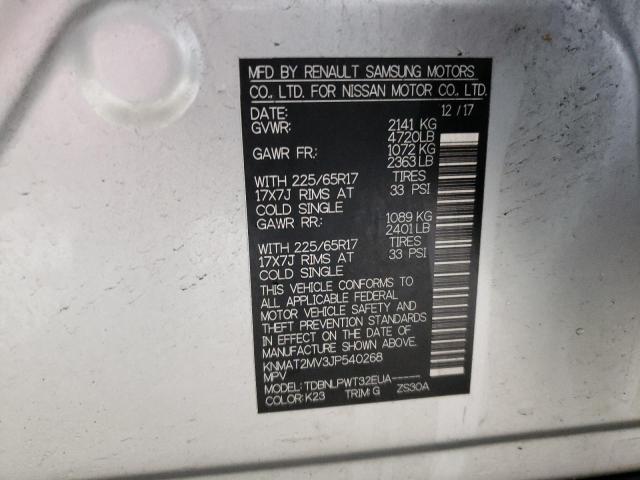 MFD BY RENAULT SAMSUNG MOTORS
CO., LTD. FOR NISSAN MOTOR CO., LTD.
DATE: 12 / 17
GVWR: 2141 KG
4720LB
GAWR FR: 1072 KG
2363 LB
WITH 225/65R17 TIRES
17X7J RIMS AT 33 PSI
COLD SINGLE
GAWR RR: 1089 KG
2401 LB
WITH 225/65R17 TIRES
17X7J RIMS AT 33 PSI
COLD SINGLE
THIS VEHICLE CONFORMS TO
ALL APPLICABLE FEDERAL
MOTOR VEHICLE SAFETY AND
THEFT PREVENTION STANDARDS
IN EFFECT ON THE DATE OF
MANUFACTURE SHOWN ABOVE.
KNMAT2MV3JP540268
MPV
MODEL: TDBNLPWT32EUA-----
COLOR: K23 TRIM: G ZS30A